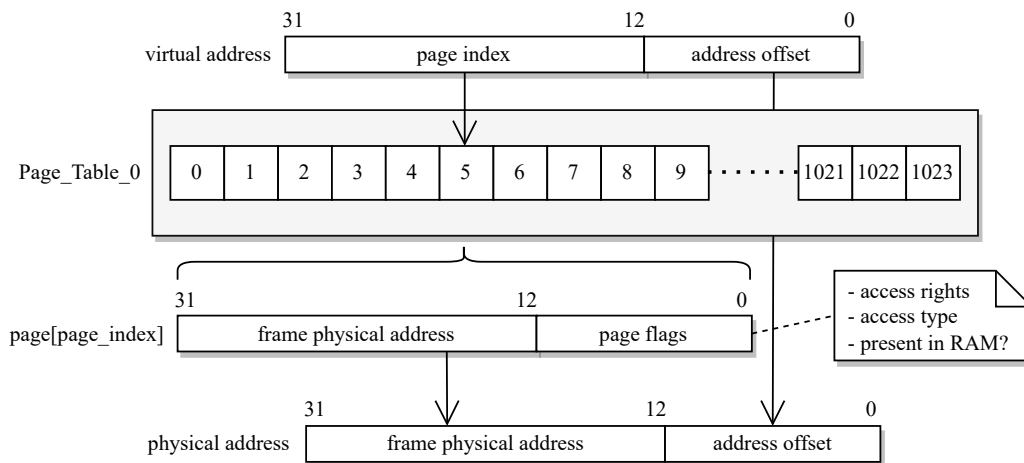 31 12 0
virtual address page index address offset
Page_Table_0 0 1 2 3 4 5 6 7 8 9 1021 1022 1023
31 12 0
page[page_index] frame physical address page flags
- access rights
- access type
- present in RAM?
31 12 0
physical address frame physical address address offset